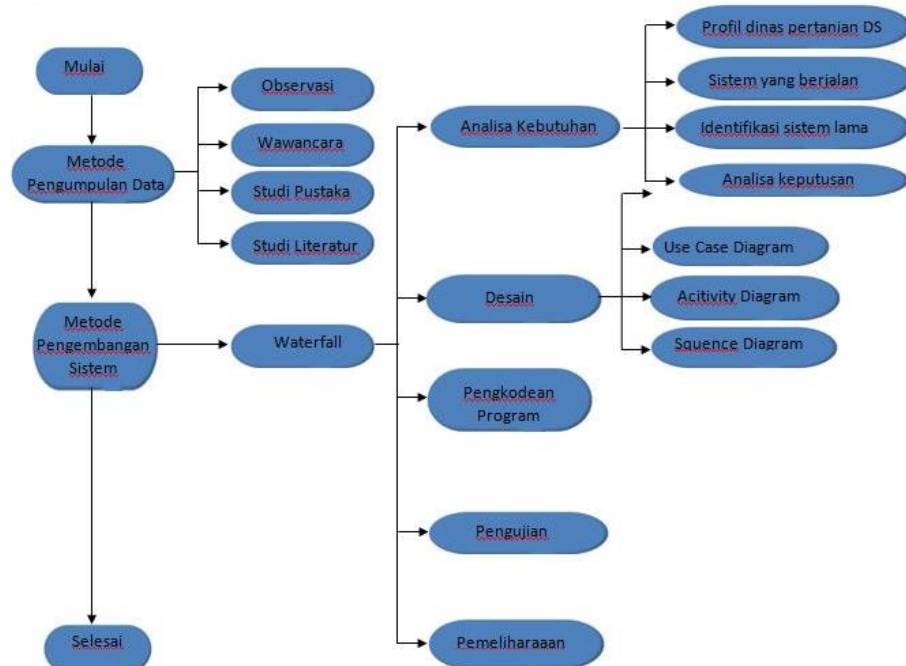 Mulai
Metode
Pengumpulan Data
Observasi
Wawancara
Studi Pustaka
Studi Literatur
Metode
Pengembangan
Sistem
Waterfall
Analisa Kebutuhan
Profil dinas pertanian DS
Sistem yang berjalan
Identifikasi sistem lama
Analisa keputusan
Desain
Use Case Diagram
Acitivity Diagram
Squence Diagram
Pengkodean
Program
Pengujian
Pemeliharaaan
Selesai